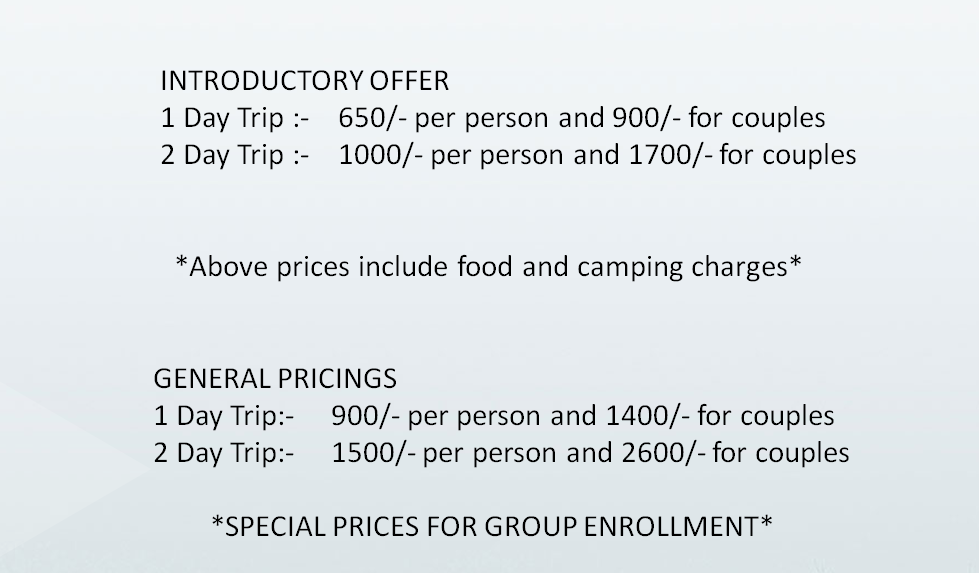 INTRODUCTORY OFFER
1 Day Trip :- 650/- per person and 900/- for couples
2 Day Trip :- 1000/- per person and 1700/- for couples
*Above prices include food and camping charges*
GENERAL PRICINGS
1 Day Trip:- 900/- per person and 1400/- for couples
2 Day Trip:- 1500/- per person and 2600/- for couples
*SPECIAL PRICES FOR GROUP ENROLLMENT*